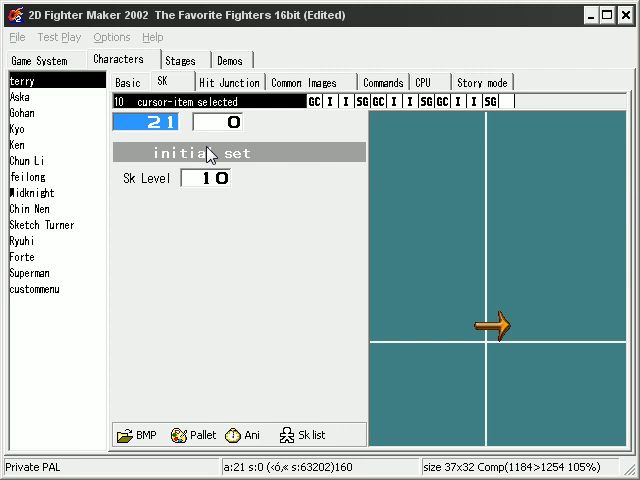 2D Fighter Maker 2002  The Favorite Fighters 16bit (Edited)
File Test Play Options Help
Game System Characters Stages Demos
terry
Aska
Gohan
Kyo
Ken
Chun Li
feilong
Midknight
Chin Nen
Sketch Turner
Ryuhi
Forte
Superman
custommenu
Basic SK Hit Junction Common Images Commands CPU Story mode
10 cursor-item selected GC I I SG GC I I SG GC I I SG
21 0
initial set
Sk Level 10
BMP Pallet Ani Sk list
Private PAL a:21 s:0 (‹ó‚« s:63202)160 size 37x32 Comp(1184>1254 105%)